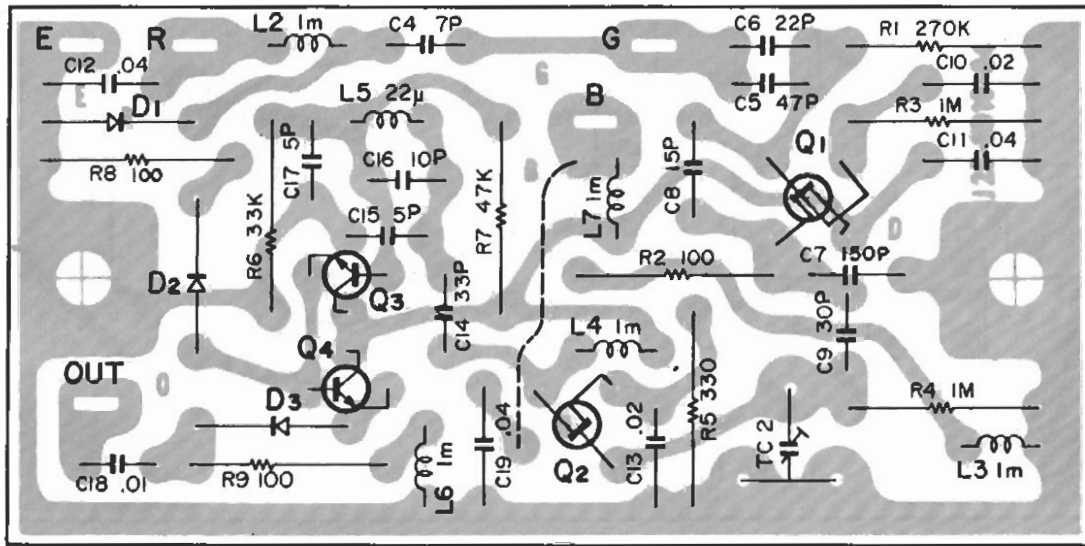 E
R
L2 1m
C4 7P
G
C6 22P
R1 270K
C12 .04
C5 47P
C10 .02
E
G
D1
L5 22μ
B
R3 1M
R8 100
C17 5P
C16 10P
C8 15P
Q1
C11 .04
R6 33K
C15 5P
R7 47K
L7 1m
D
D2
Q3
C14 33P
R2 100
C7 150P
C9 30P
Q4
L4 1m
OUT
O
D3
R5 330
R4 1M
C18 .01
R9 100
L6 1m
C19 .04
Q2
C13 .02
TC 2
L3 1m